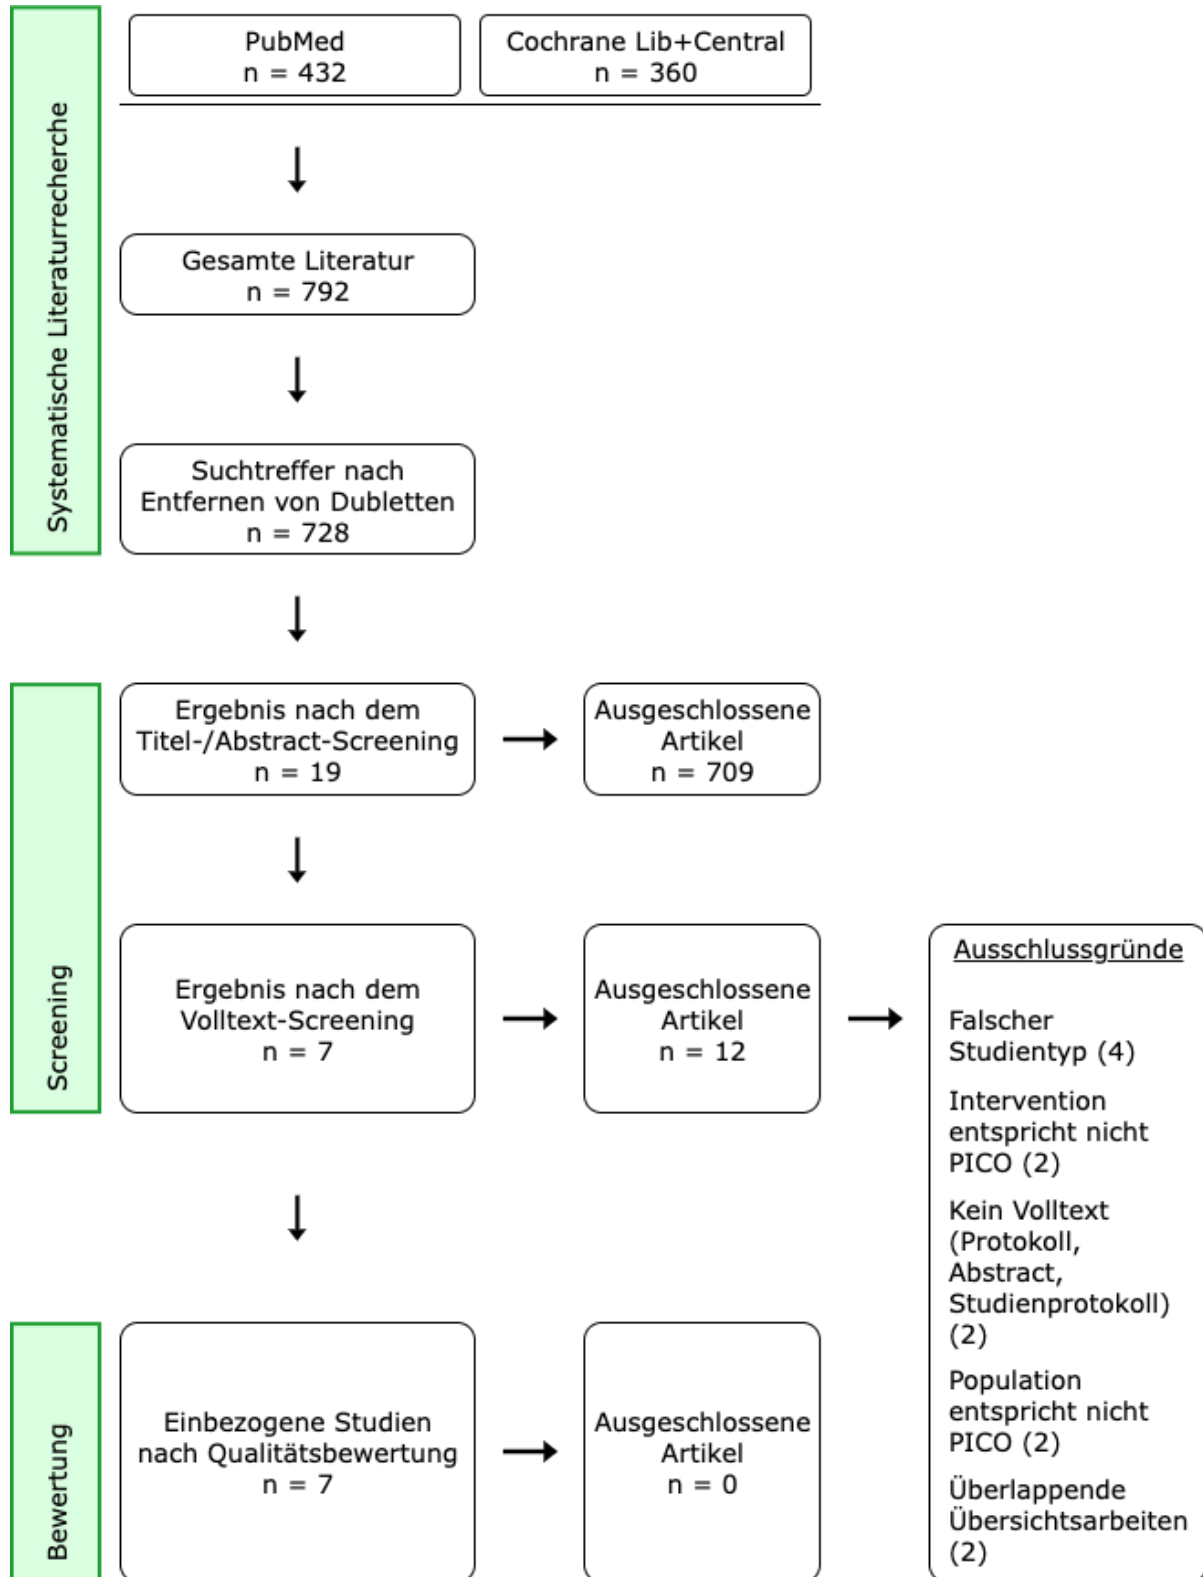 Systematische Literaturrecherche
PubMed
n = 432
Cochrane Lib+Central
n = 360
Gesamte Literatur
n = 792
Suchtreffer nach
Entfernen von Dubletten
n = 728
Screening
Ergebnis nach dem
Titel-/Abstract-Screening
n = 19
Ausgeschlossene
Artikel
n = 709
Ergebnis nach dem
Volltext-Screening
n = 7
Ausgeschlossene
Artikel
n = 12
Ausschlussgründe
Falscher
Studientyp (4)
Intervention
entspricht nicht
PICO (2)
Kein Volltext
(Protokoll,
Abstract,
Studienprotokoll)
(2)
Population
entspricht nicht
PICO (2)
Überlappende
Übersichtsarbeiten
(2)
Bewertung
Einbezogene Studien
nach Qualitätsbewertung
n = 7
Ausgeschlossene
Artikel
n = 0